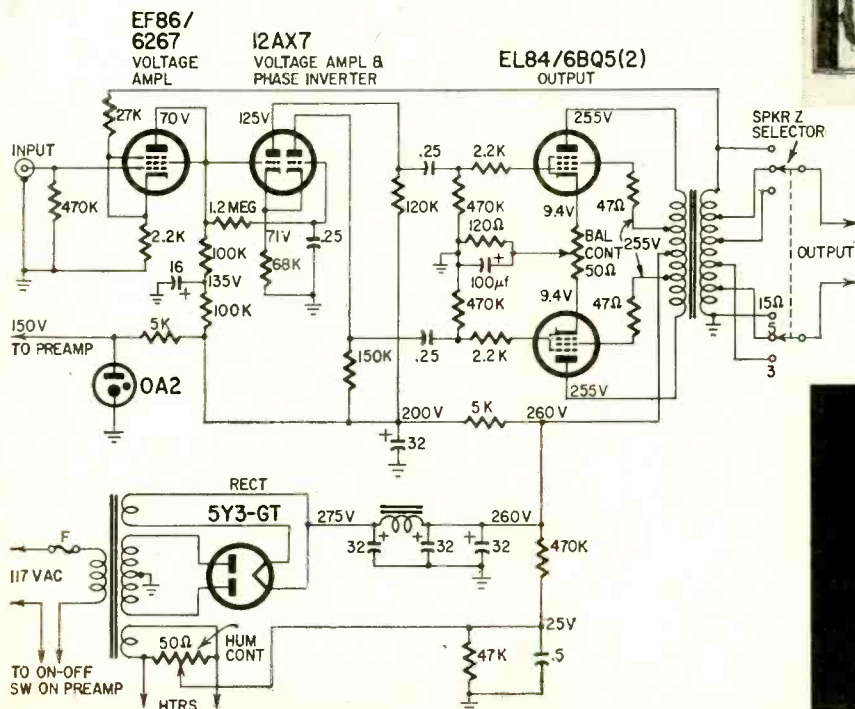 EF86/
6267
VOLTAGE
AMPL
12AX7
VOLTAGE AMPL &
PHASE INVERTER
EL84/6BQ5(2)
OUTPUT
27K
70V
125V
255V
SPKR Z
SELECTOR
INPUT
.25
2.2K
47Ω
470K
1.2 MEG
120K
470K
9.4V
2.2K
71V
.25
120Ω
BAL
CONT
50Ω
255V
OUTPUT
100K
68K
16
+
135V
+
100μf
100K
470K
9.4V
47Ω
15Ω
150V
TO PREAMP
5K
150K
.25
2.2K
5
3
OA2
255V
200V
5K
260V
+
32
RECT
5Y3-GT
275V
260V
F
117 VAC
32
+
+
32
+
32
470K
25V
50Ω
HUM
CONT
47K
.5
TO ON-OFF
SW ON PREAMP
HTRS